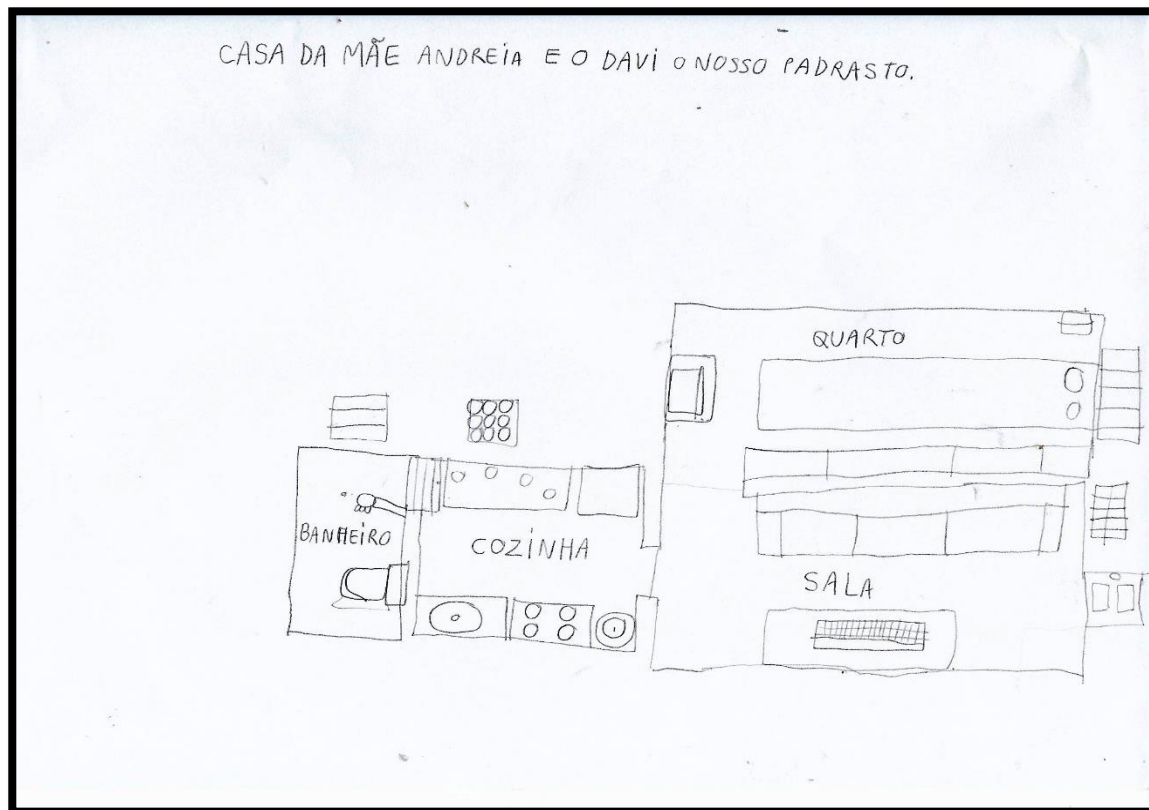 CASA DA MÃE ANDREIA E O DAVI O NOSSO PADRASTO.
QUARTO
BANHEIRO
COZINHA
SALA